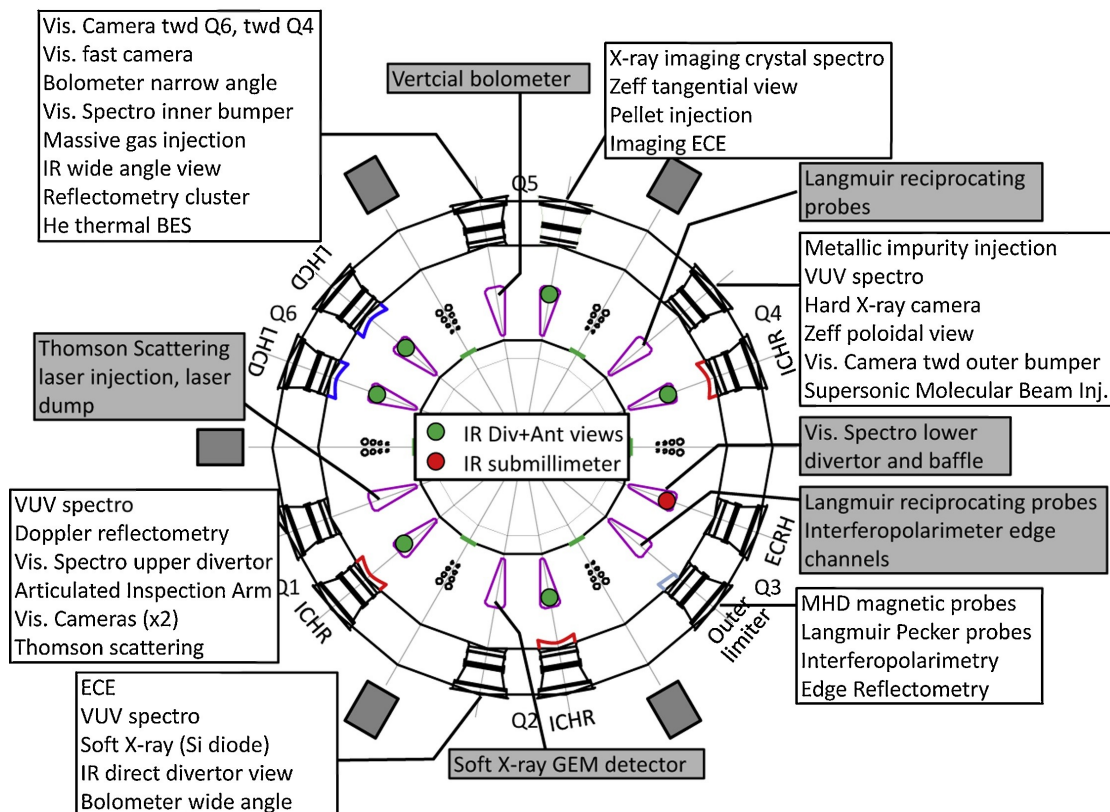 Vis. Camera twd Q6, twd Q4
Vis. fast camera
Bolometer narrow angle
Vis. Spectro inner bumper
Massive gas injection
IR wide angle view
Reflectometry cluster
He thermal BES
Vertcial bolometer
X-ray imaging crystal spectro
Zeff tangential view
Pellet injection
Imaging ECE
Q5
Langmuir reciprocating
probes
Metallic impurity injection
VUV spectro
Hard X-ray camera
Zeff poloidal view
Vis. Camera twd outer bumper
Supersonic Molecular Beam Inj.
LHCD
Q6
LHCD
Q4
ICHR
Thomson Scattering
laser injection, laser
dump
IR Div+Ant views
IR submillimeter
Vis. Spectro lower
divertor and baffle
Langmuir reciprocating probes
Interferopolarimeter edge
channels
VUV spectro
Doppler reflectometry
Vis. Spectro upper divertor
Articulated Inspection Arm
Vis. Cameras (x2)
Thomson scattering
Q1
ICHR
ECRH
Q3
Outer
limiter
MHD magnetic probes
Langmuir Pecker probes
Interferopolarimetry
Edge Reflectometry
ECE
VUV spectro
Soft X-ray (Si diode)
IR direct divertor view
Bolometer wide angle
Q2
ICHR
Soft X-ray GEM detector